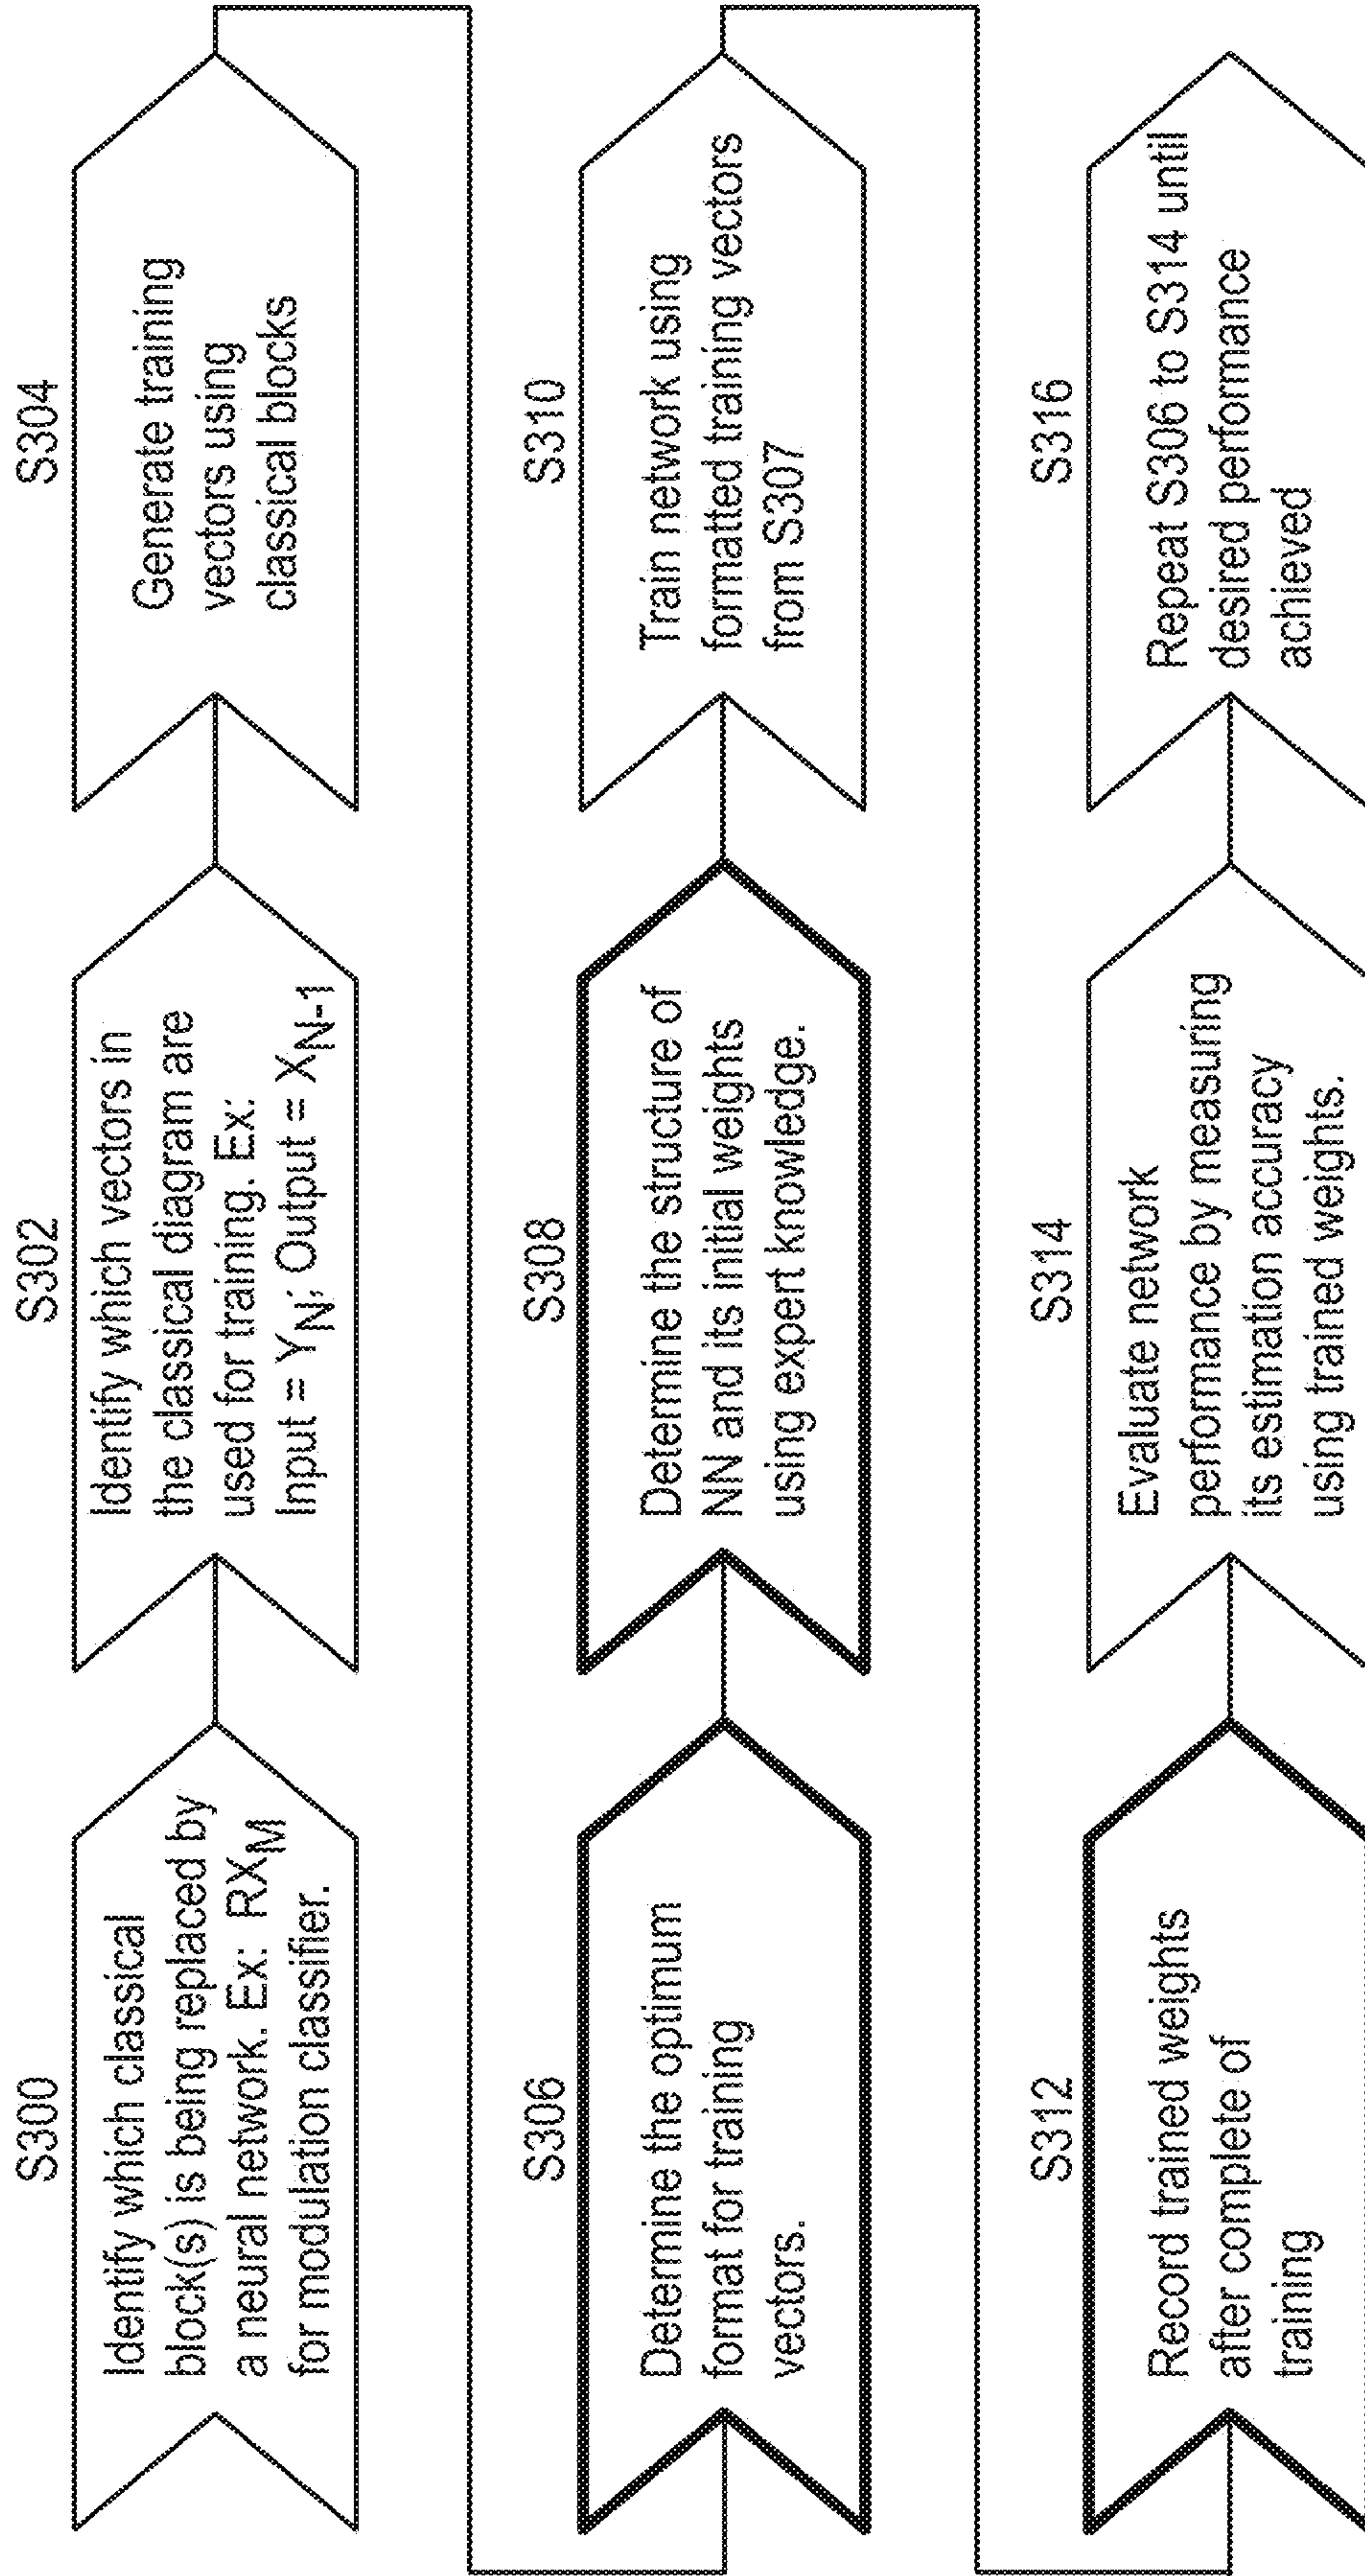 S300
Identify which classical
block(s) is being replaced by
a neural network. Ex: RX_M
for modulation classifier.
S302
Identify which vectors in
the classical diagram are
used for training. Ex:
Input = Y_N; Output = X_N-1
S304
Generate training
vectors using
classical blocks
S306
Determine the optimum
format for training
vectors.
S308
Determine the structure of
NN and its initial weights
using expert knowledge.
S310
Train network using
formatted training vectors
from S307
S312
Record trained weights
after complete of
training
S314
Evaluate network
performance by measuring
its estimation accuracy
using trained weights.
S316
Repeat S306 to S314 until
desired performance
achieved